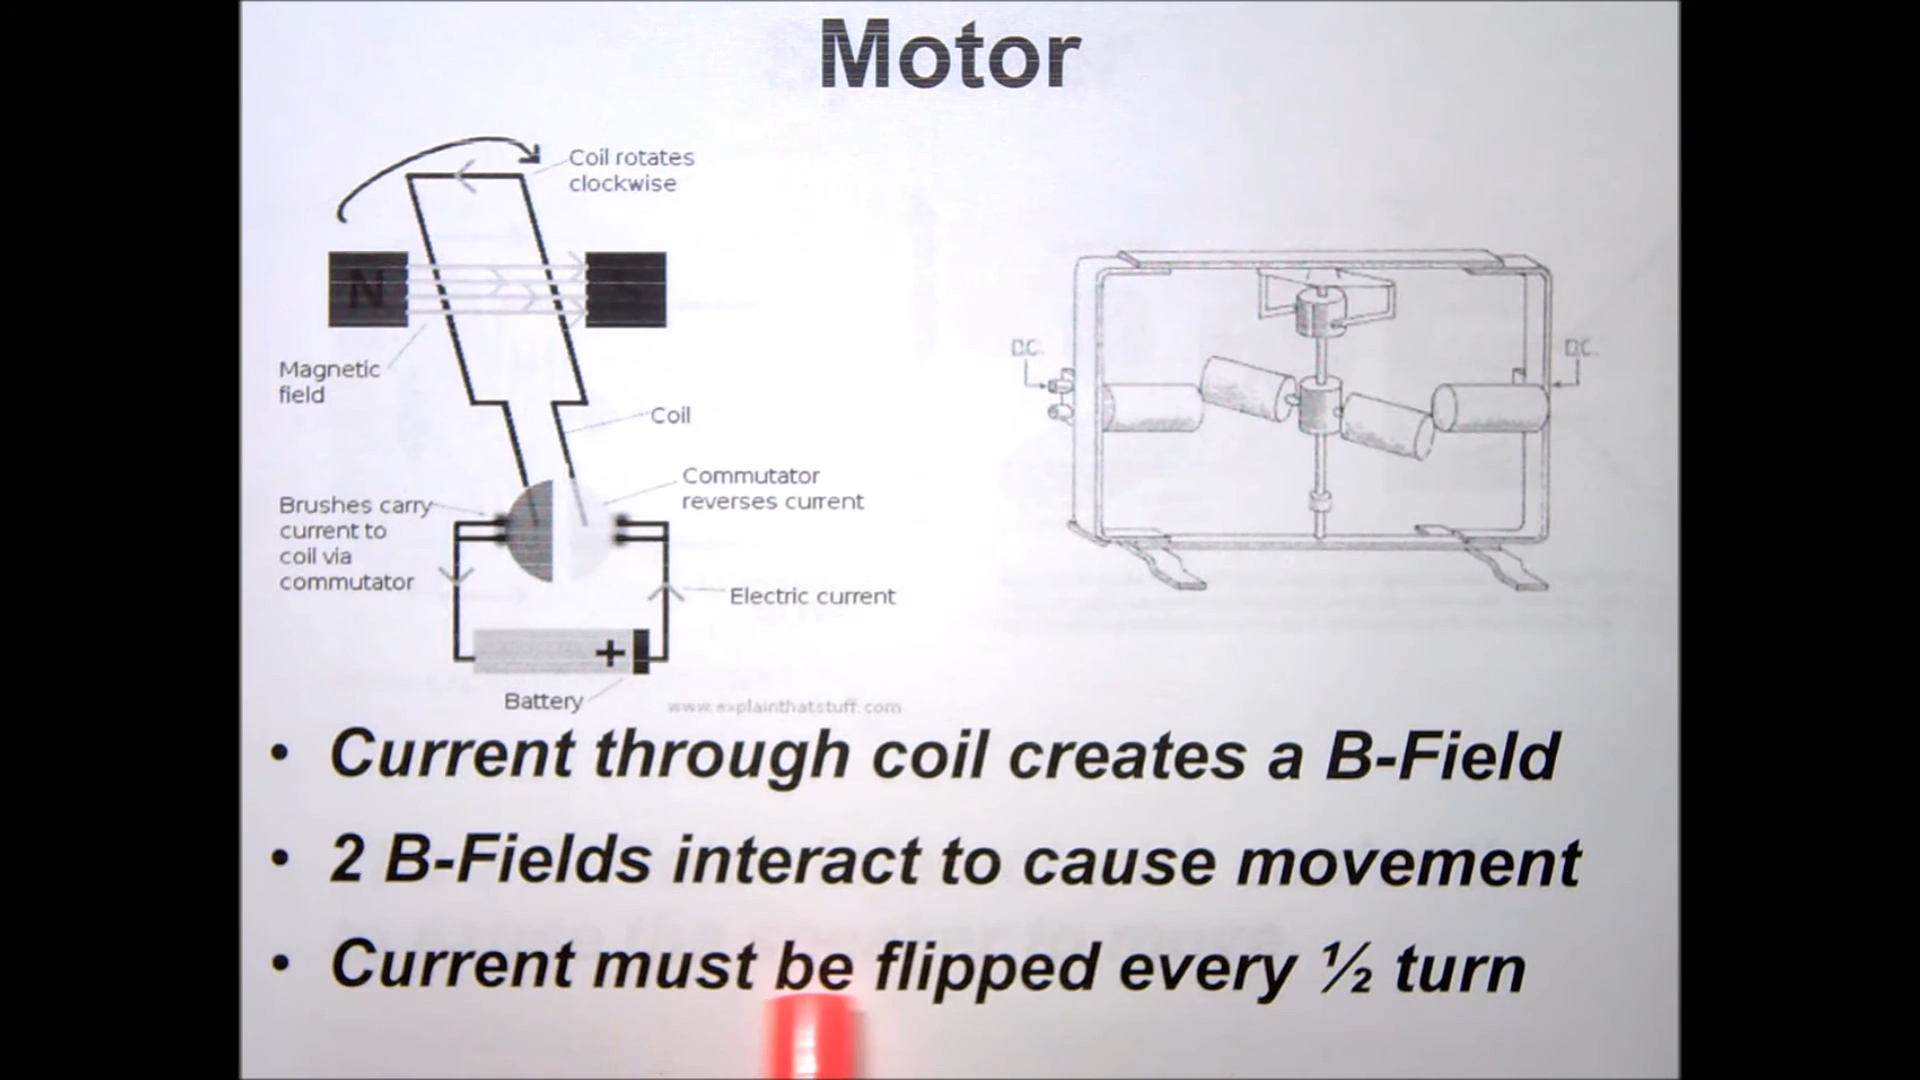 Motor
Coil rotates
clockwise
N
Magnetic
field
Coil
Commutator
reverses current
Brushes carry
current to
coil via
commutator
Electric current
+
Battery
www.explainthatstuff.com
D.C.
D.C.
• Current through coil creates a B-Field
• 2 B-Fields interact to cause movement
• Current must be flipped every ½ turn